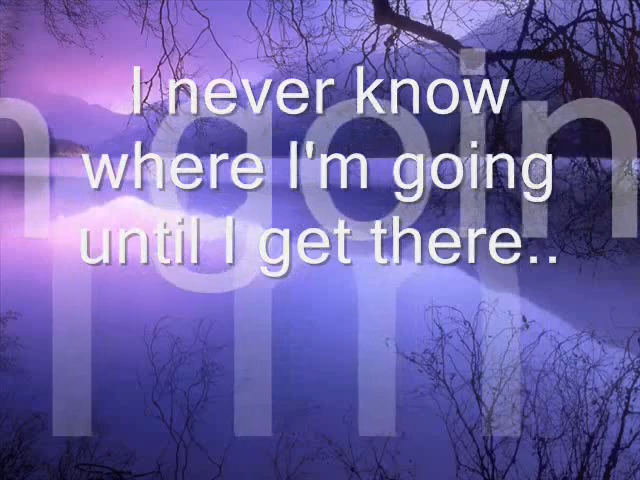 I never know
where I'm going
until I get there..